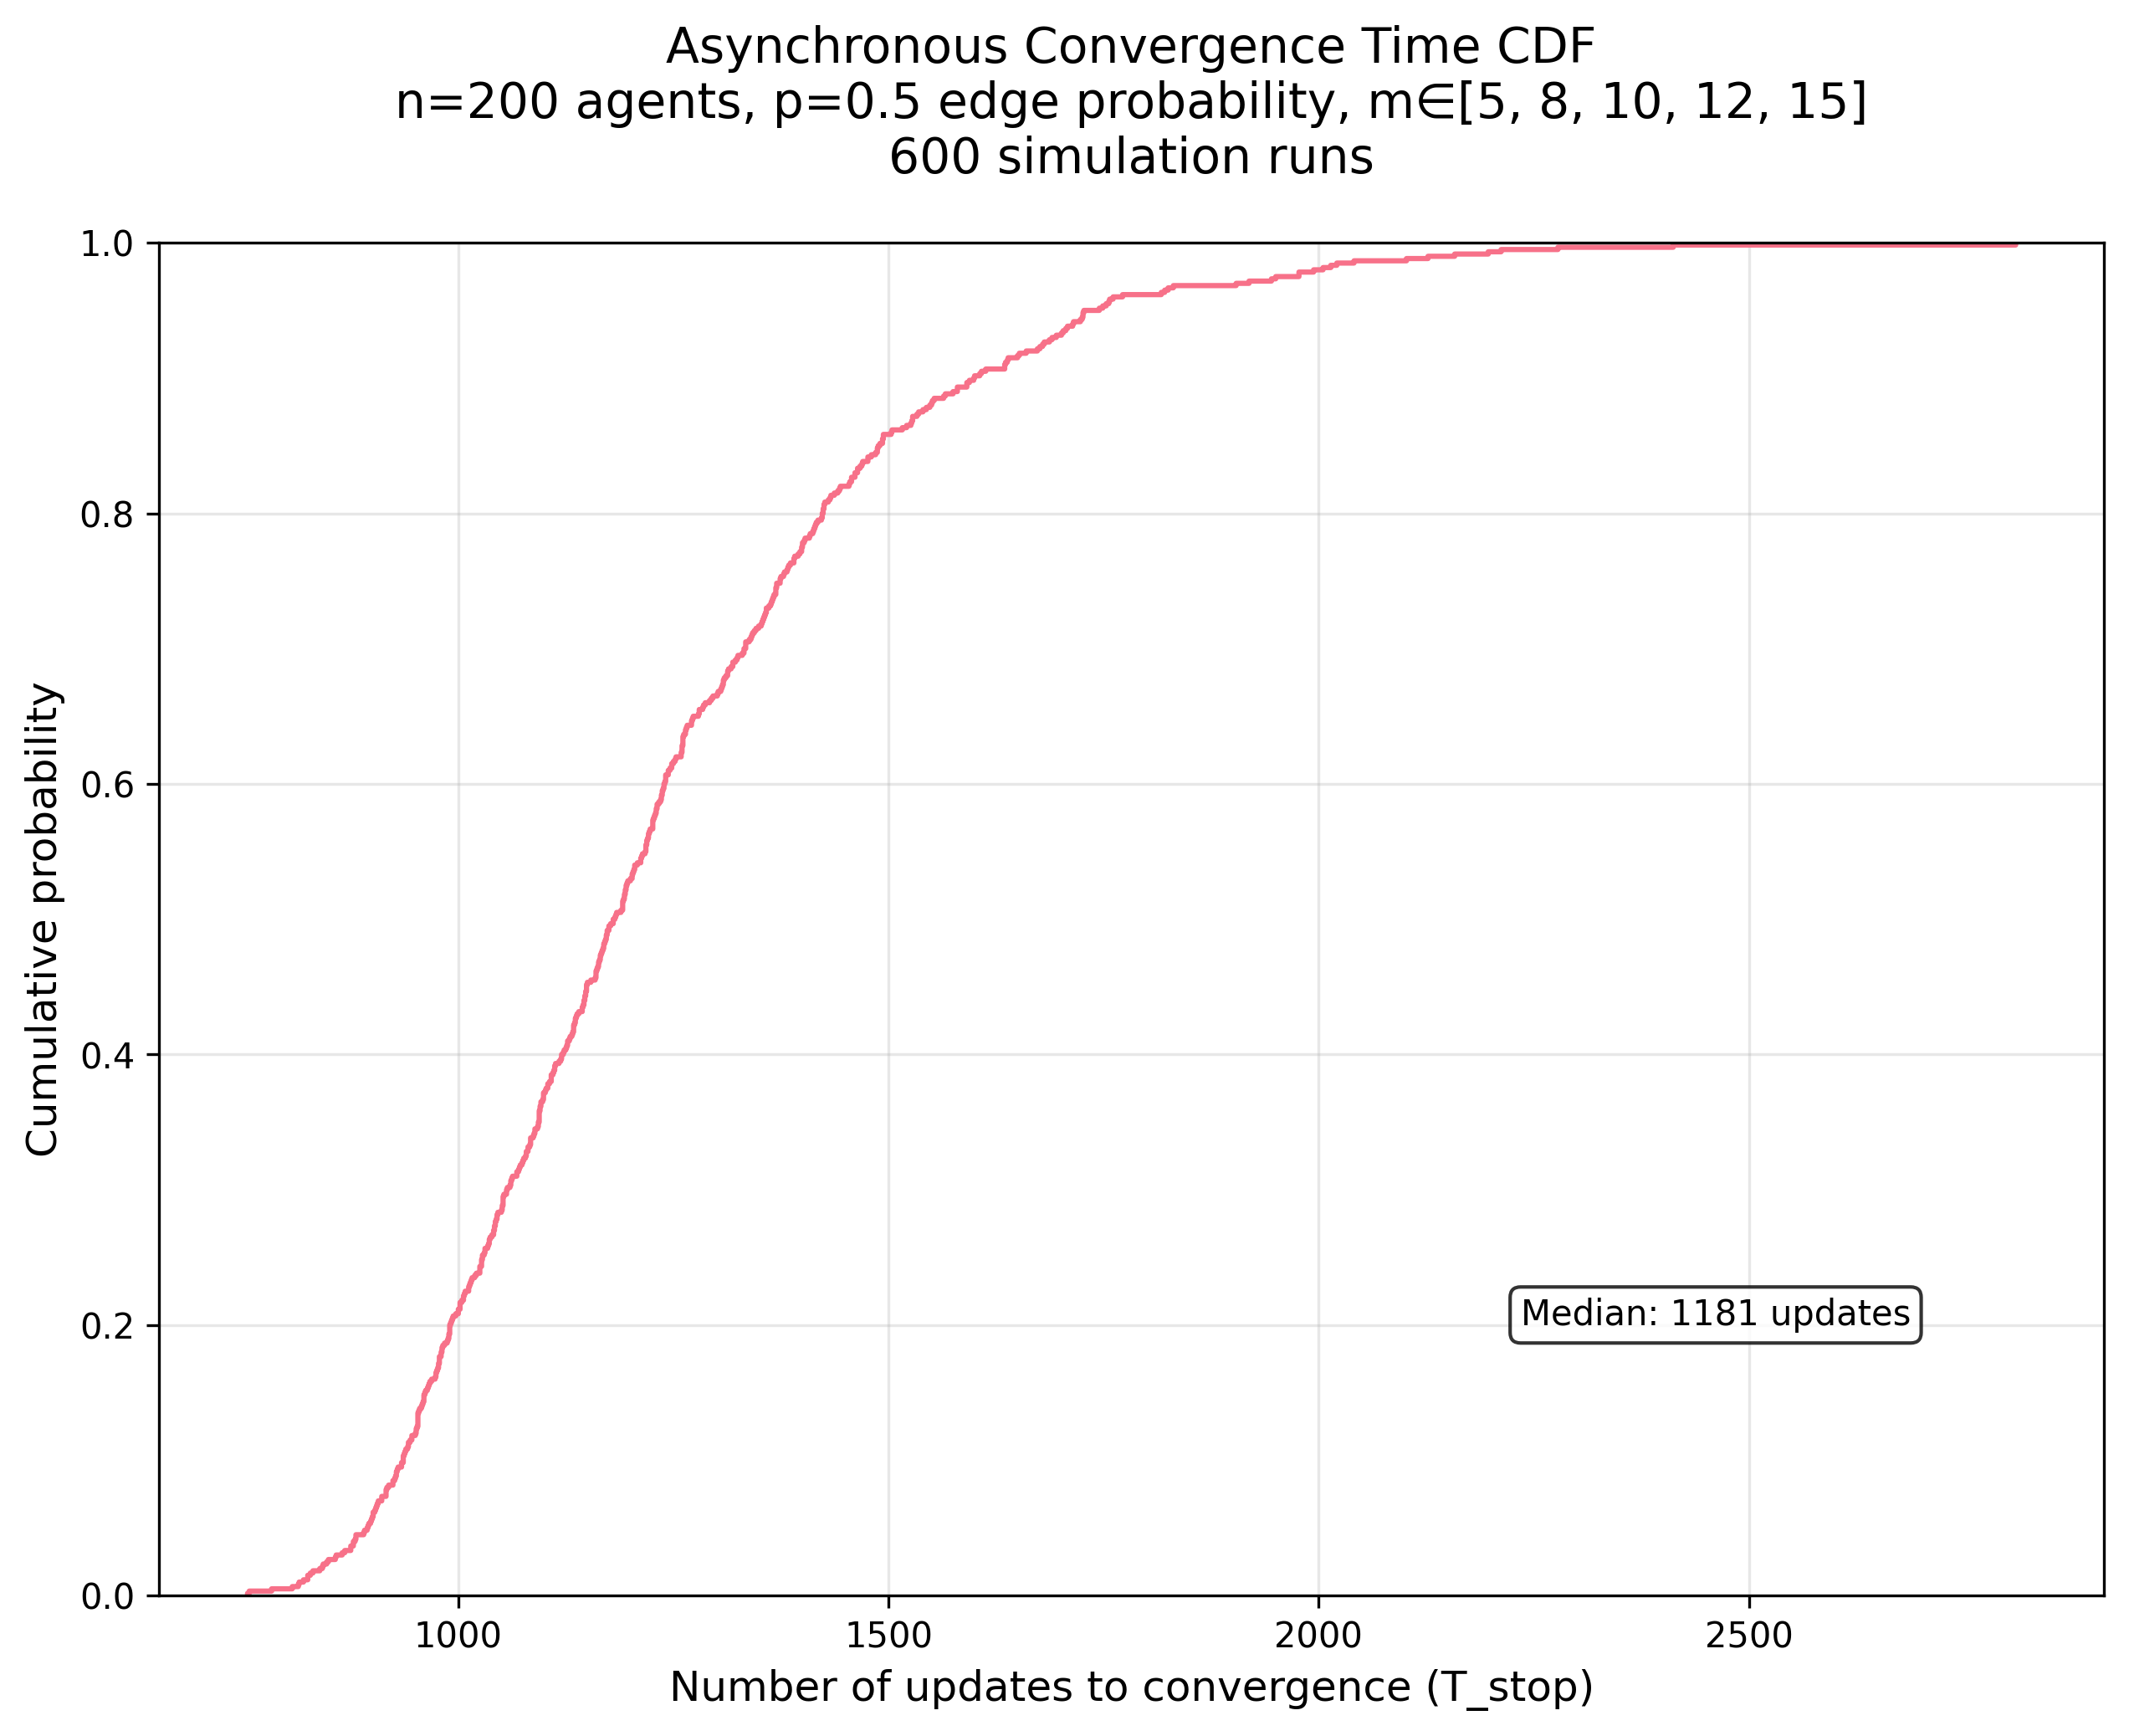 Asynchronous Convergence Time CDF
n=200 agents, p=0.5 edge probability, m∈[5, 8, 10, 12, 15]
600 simulation runs
1.0
0.8
0.6
0.4
0.2
0.0
Cumulative probability
Median: 1181 updates
1000
1500
2000
2500
Number of updates to convergence (T_stop)